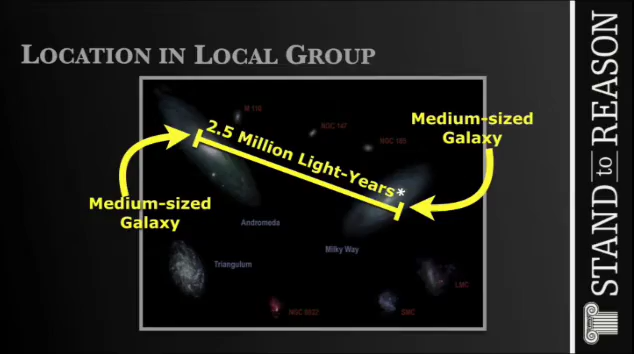 LOCATION IN LOCAL GROUP
M 110
NGC 147
NGC 185
Medium-sized
Galaxy
2.5 Million Light-Years*
Medium-sized
Galaxy
Andromeda
Milky Way
Triangulum
LMC
NGC 6822
SMC
STAND to REASON